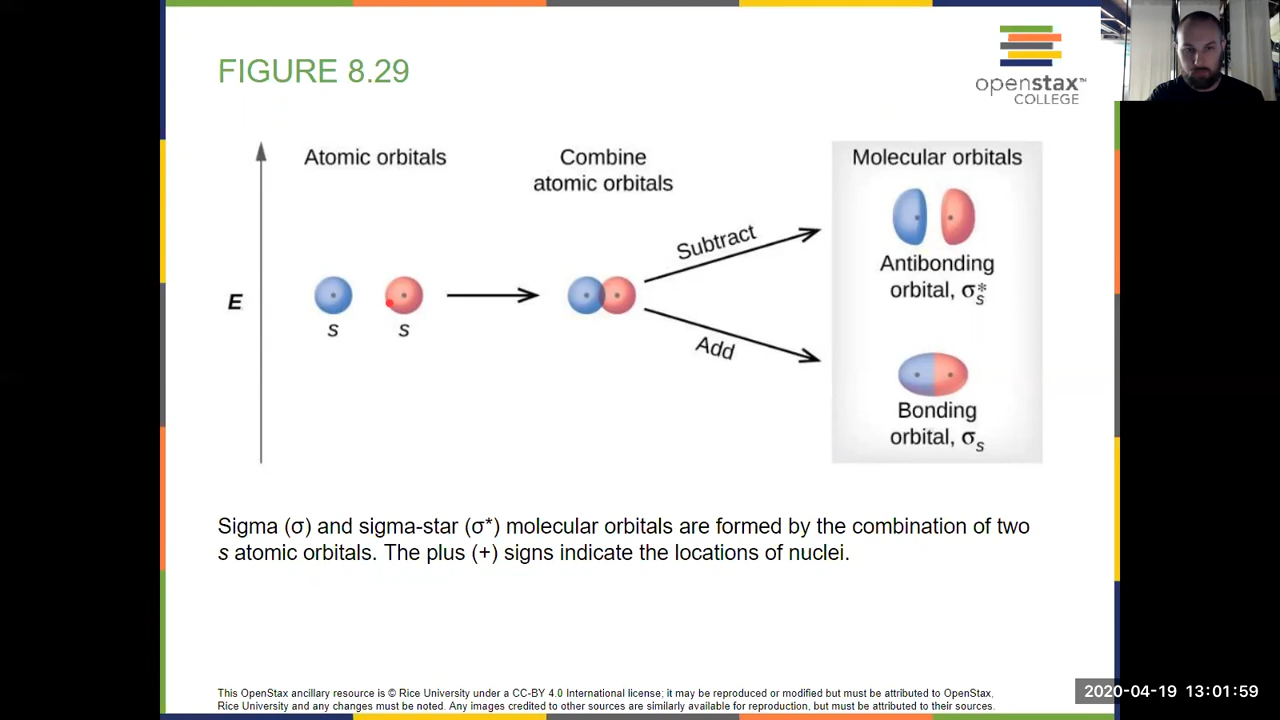 FIGURE 8.29
openstax™
COLLEGE
Atomic orbitals
Combine
atomic orbitals
Molecular orbitals
Subtract
Antibonding
orbital, σs*
E
s
s
Add
Bonding
orbital, σs
Sigma (σ) and sigma-star (σ*) molecular orbitals are formed by the combination of two
s atomic orbitals. The plus (+) signs indicate the locations of nuclei.
This OpenStax ancillary resource is © Rice University under a CC-BY 4.0 International license; it may be reproduced or modified but must be attributed to OpenStax,
Rice University and any changes must be noted. Any images credited to other sources are similarly available for reproduction, but must be attributed to their sources.
2020-04-19 13:01:59